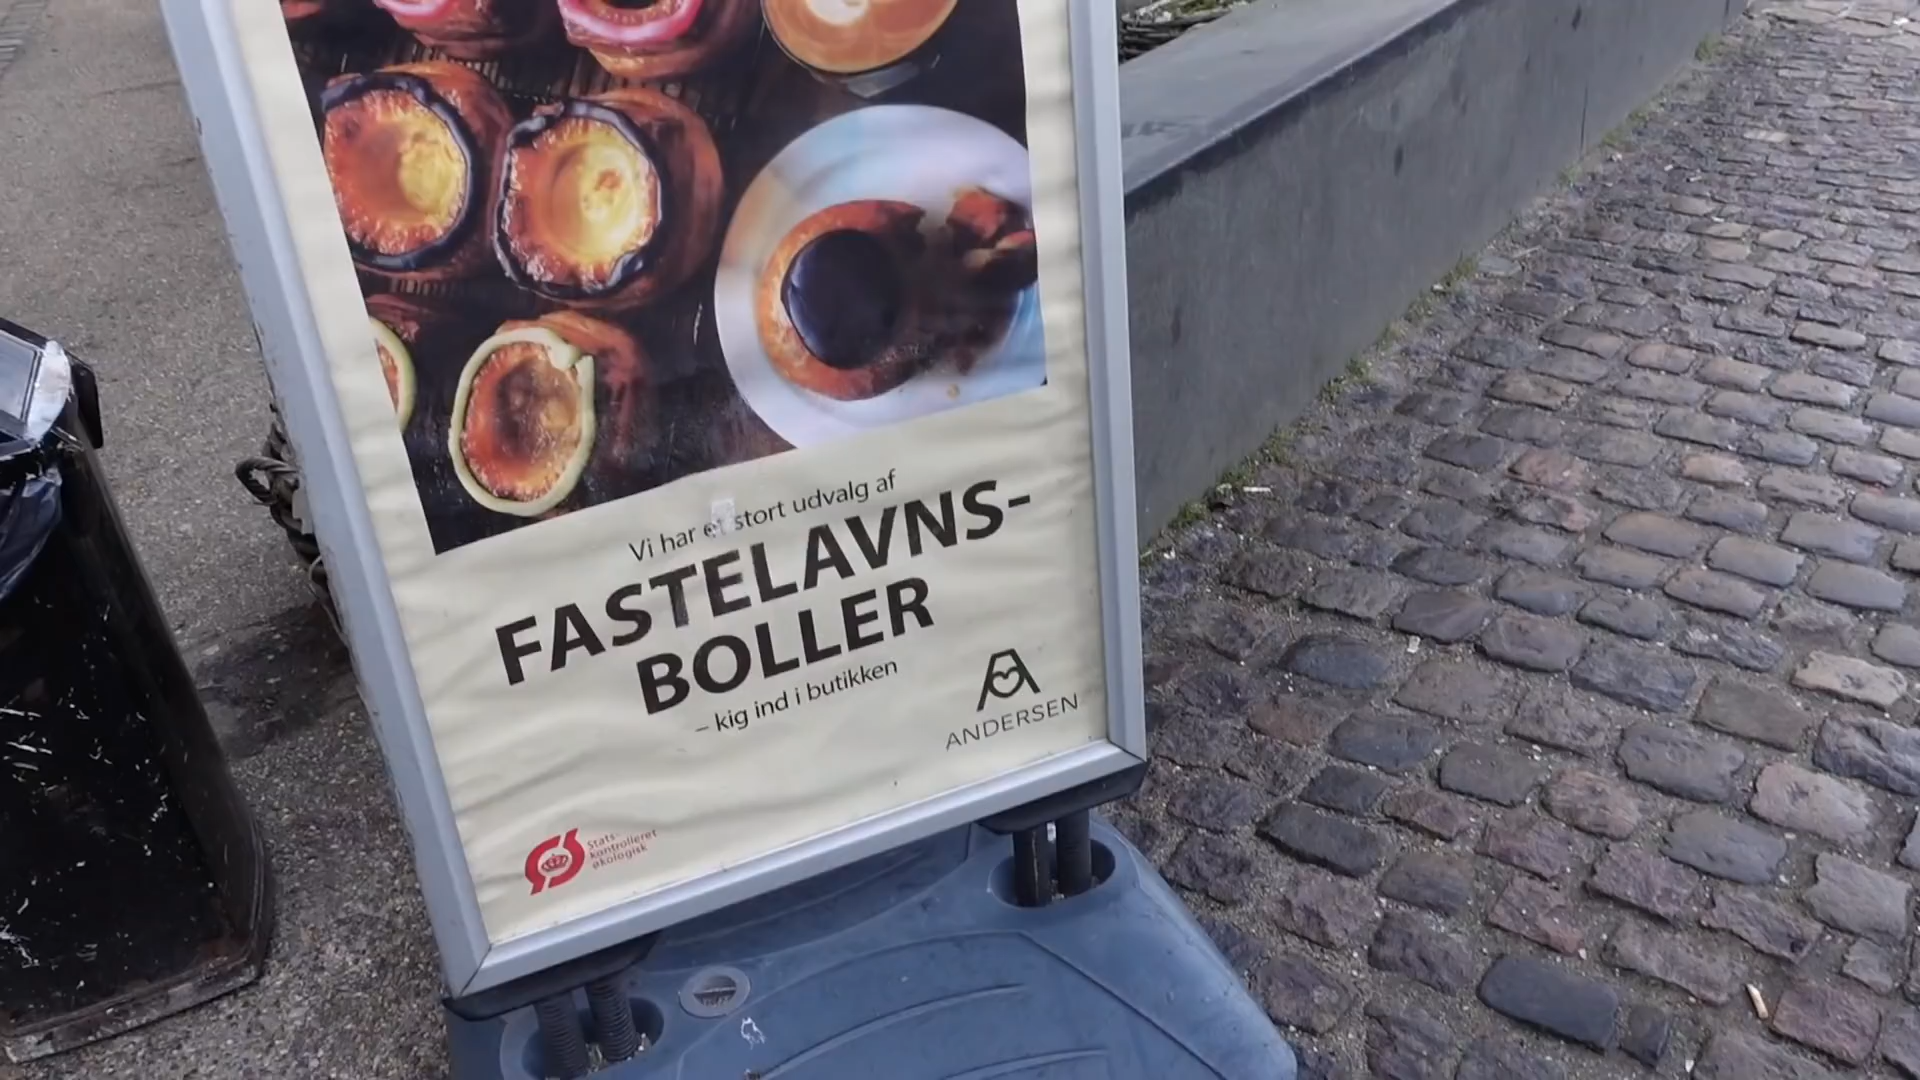 Vi har et stort udvalg af
FASTELAVNS-
BOLLER
– kig ind i butikken
ANDERSEN
Stats-
kontrolleret
økologisk